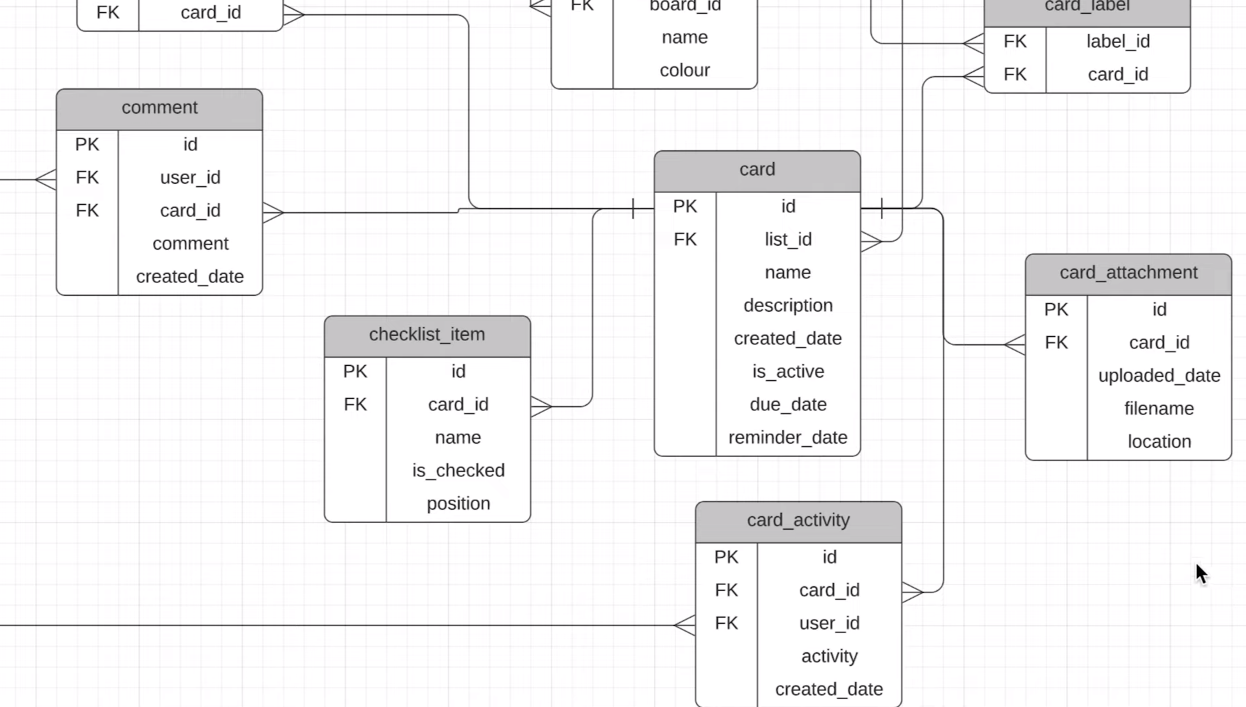 FK card_id
FK board_id
name
colour
card_label
FK label_id
FK card_id
comment
PK id
FK user_id
FK card_id
comment
created_date
card
PK id
FK list_id
name
description
created_date
is_active
due_date
reminder_date
card_attachment
PK id
FK card_id
uploaded_date
filename
location
checklist_item
PK id
FK card_id
name
is_checked
position
card_activity
PK id
FK card_id
FK user_id
activity
created_date